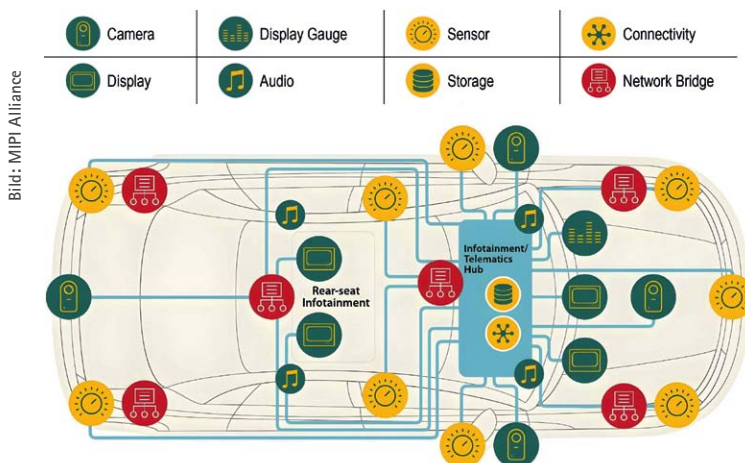 Camera
Display Gauge
Sensor
Connectivity
Display
Audio
Storage
Network Bridge
Bild: MIPI Alliance
Infotainment/
Telematics
Hub
Rear-seat
Infotainment